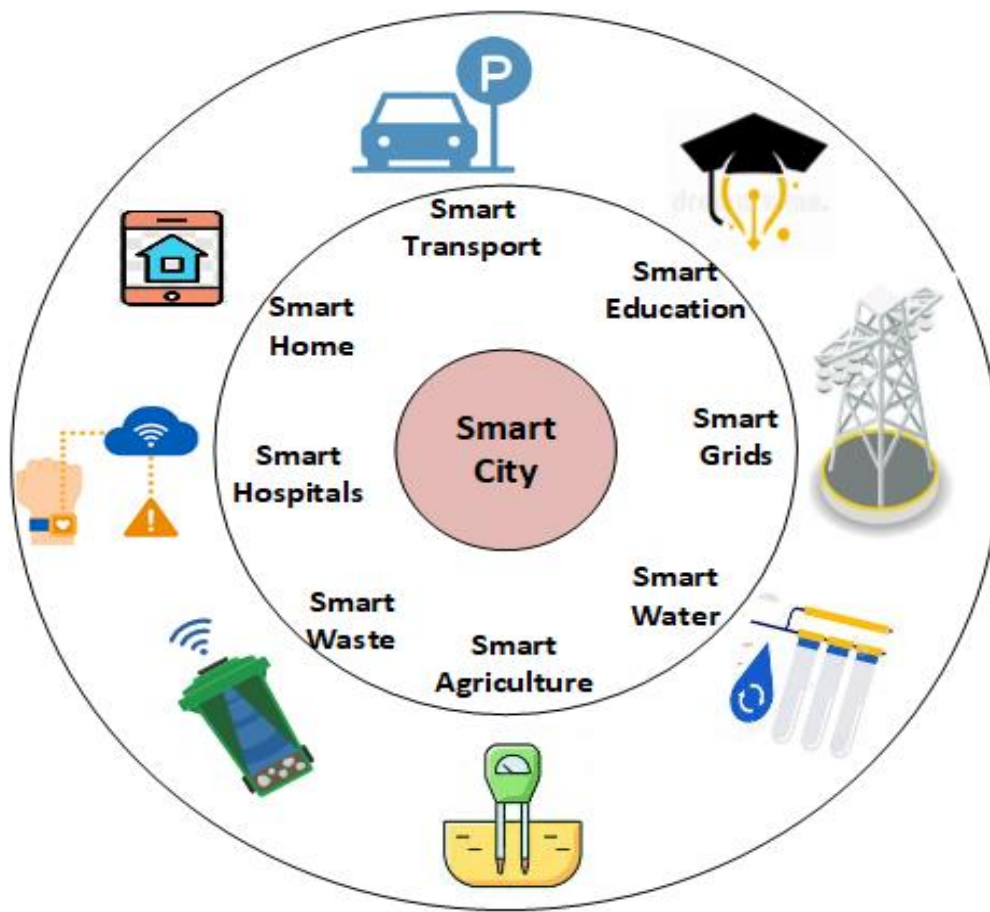 P
Smart
Transport
Smart
Education
Smart
Home
Smart
City
Smart
Grids
Smart
Hospitals
Smart
Water
Smart
Waste
Smart
Agriculture